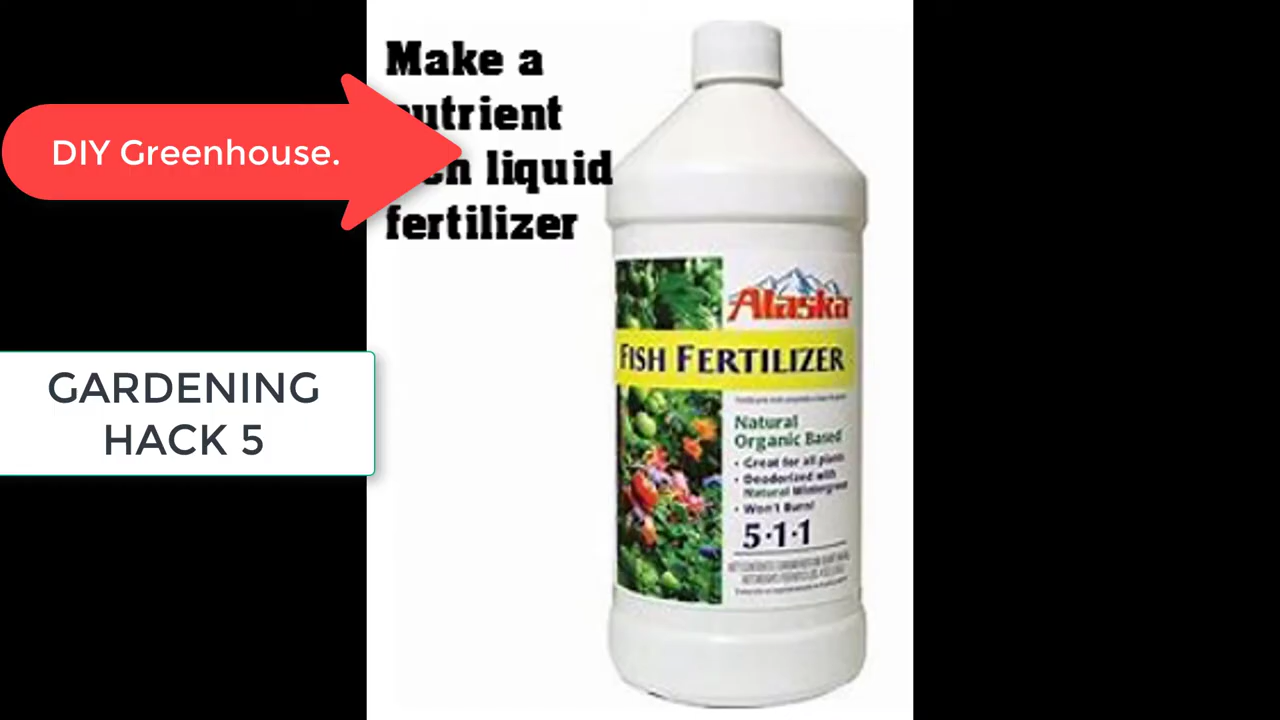 Make a
utrient
liquid
fertilizer
DIY Greenhouse.
GARDENING
HACK 5
Alaska
FISH FERTILIZER
Natural
Organic Based
• Great for all plants
• Deodorized with
Natural Wintergreen
• Won't Burn!
5-1-1